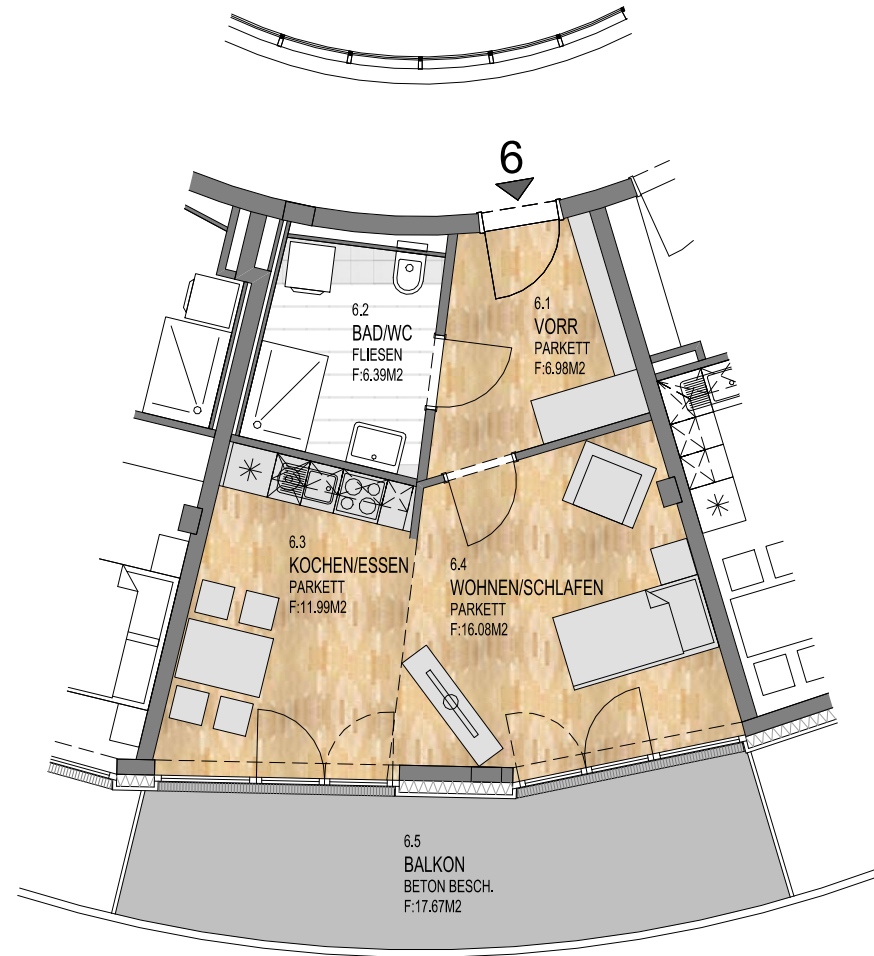 6
6.1
VORR
PARKETT
F:6.98M2
6.2
BAD/WC
FLIESEN
F:6.39M2
6.3
KOCHEN/ESSEN
PARKETT
F:11.99M2
6.4
WOHNEN/SCHLAFEN
PARKETT
F:16.08M2
6.5
BALKON
BETON BESCH.
F:17.67M2